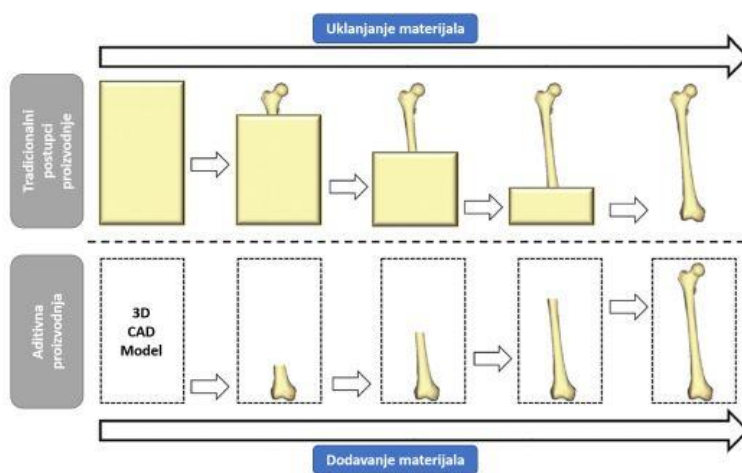 Uklanjanje materijala
Tradicionalni
postupci
proizvodnje
Aditivna
proizvodnja
3D
CAD
Model
Dodavanje materijala